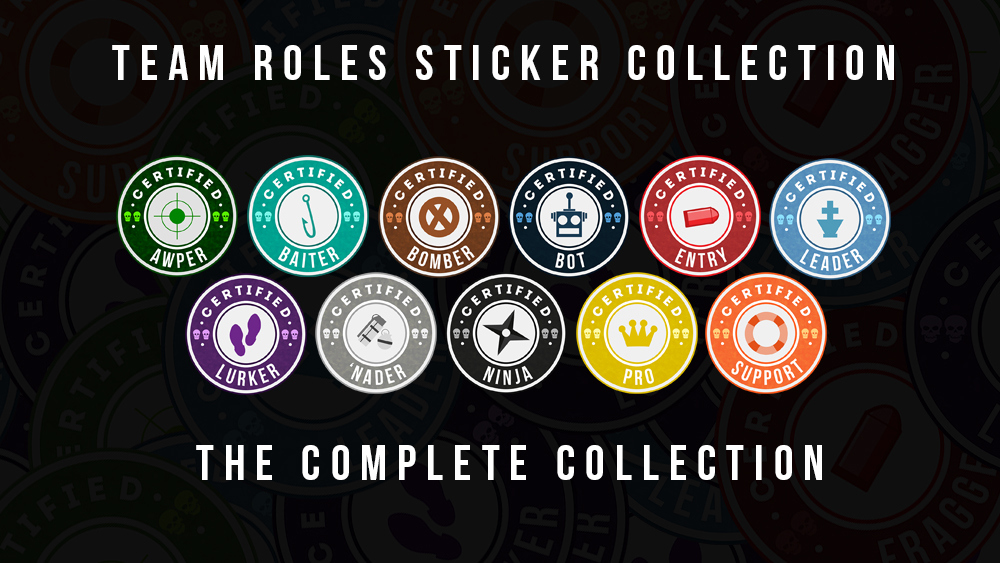 TEAM ROLES STICKER COLLECTION
CERTIFIED
AWPER
CERTIFIED
BAITER
CERTIFIED
BOMBER
CERTIFIED
BOT
CERTIFIED
ENTRY
CERTIFIED
LEADER
CERTIFIED
LURKER
CERTIFIED
'NADER
CERTIFIED
NINJA
CERTIFIED
PRO
CERTIFIED
SUPPORT
THE COMPLETE COLLECTION